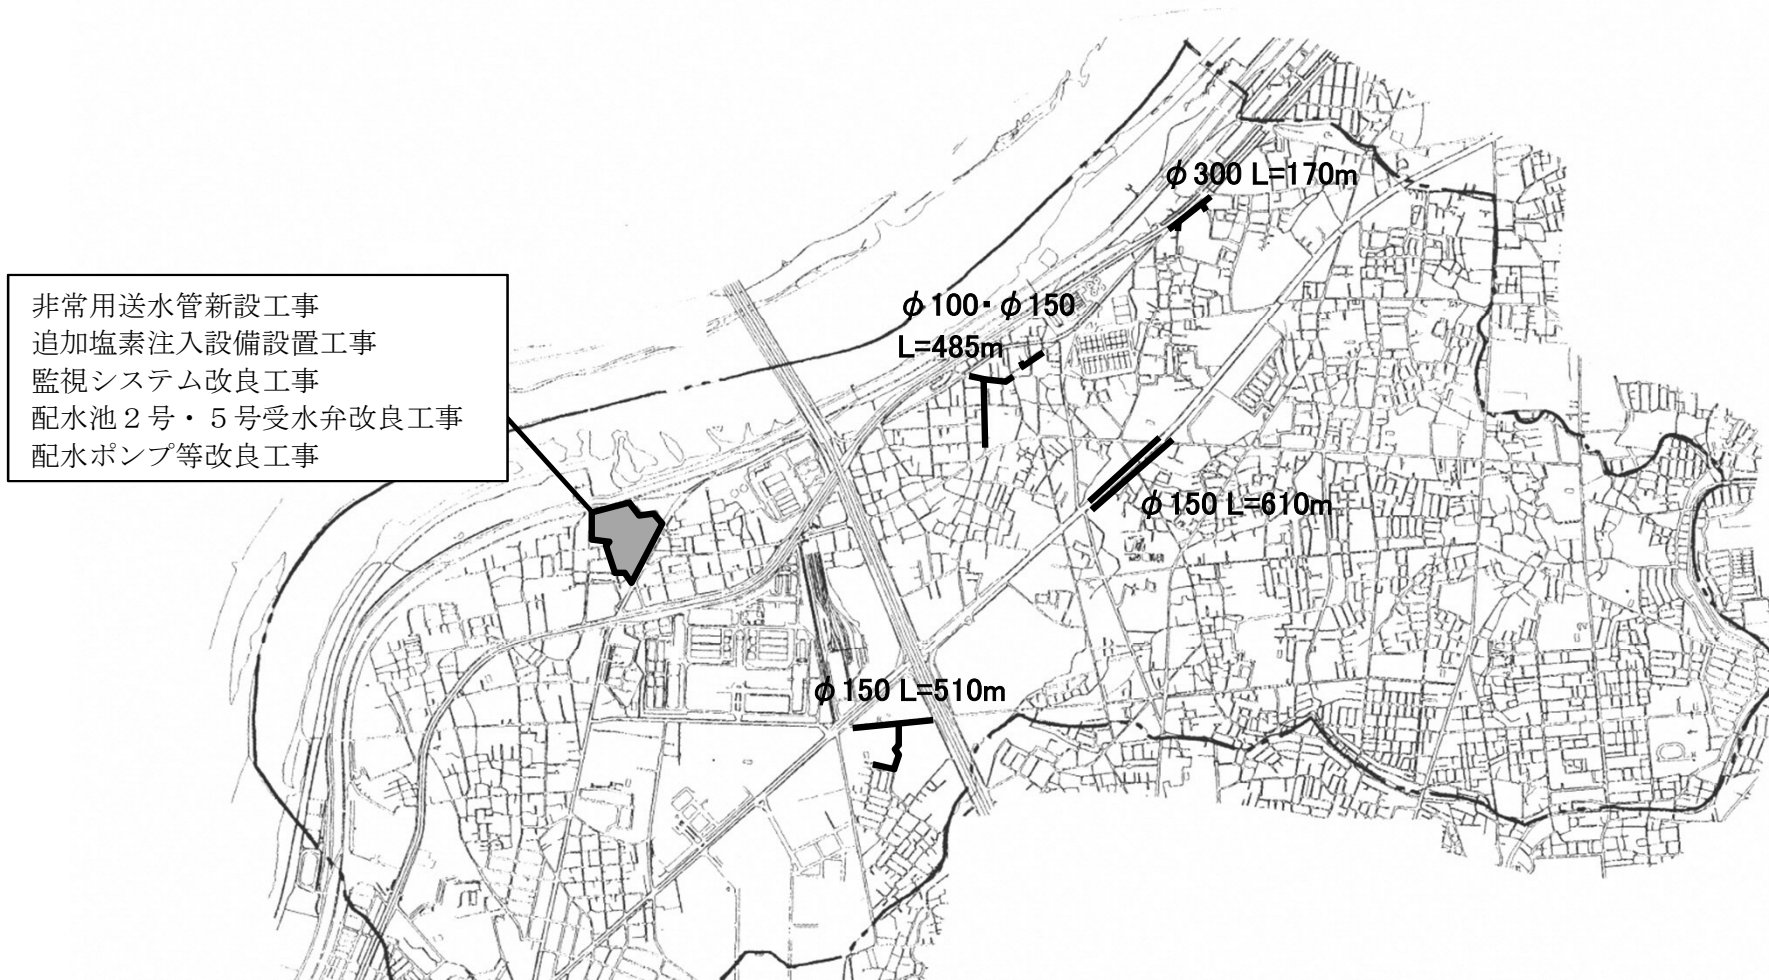 φ300 L=170m
非常用送水管新設工事
追加塩素注入設備設置工事
監視システム改良工事
配水池2号・5号受水弁改良工事
配水ポンプ等改良工事
φ100・φ150
L=485m
φ150 L=610m
φ150 L=510m